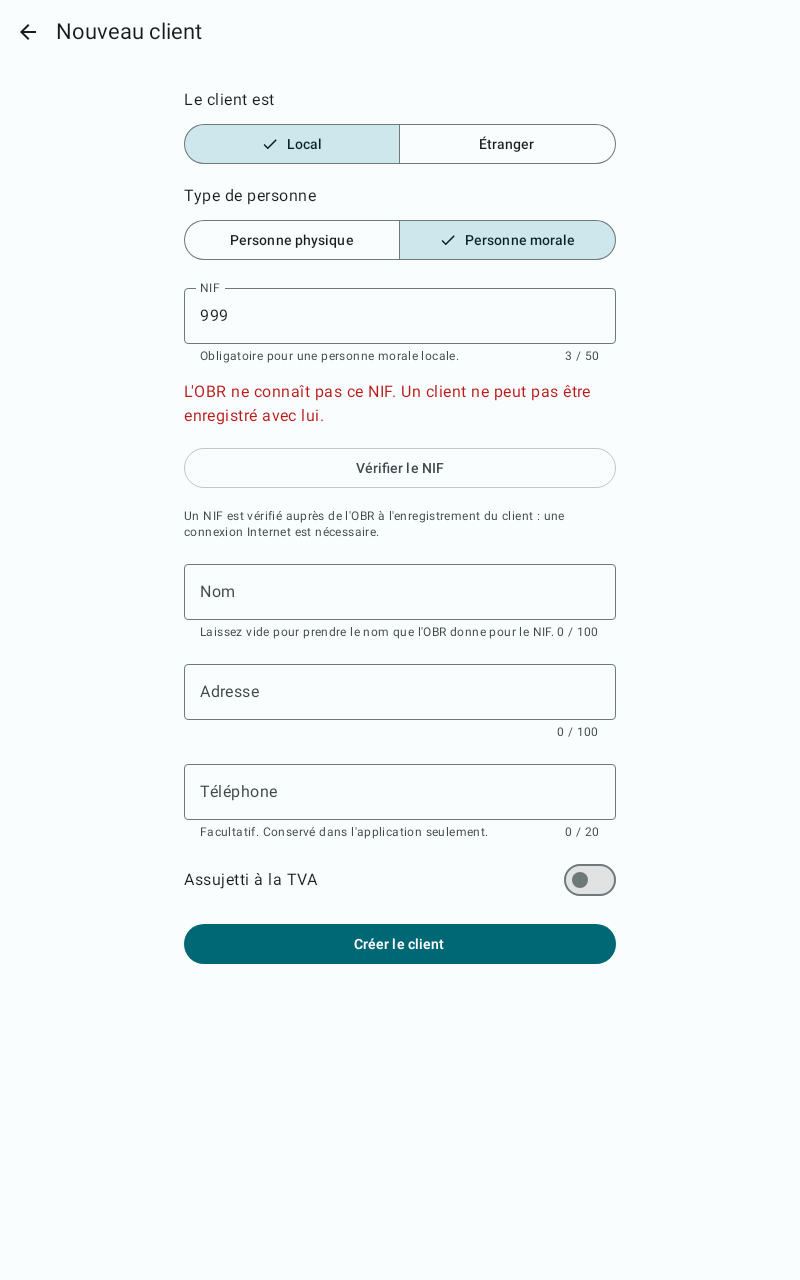 Nouveau client
Le client est
Local
Étranger
Type de personne
Personne physique
Personne morale
NIF
999
Obligatoire pour une personne morale locale.
3 / 50
L'OBR ne connaît pas ce NIF. Un client ne peut pas être
enregistré avec lui.
Vérifier le NIF
Un NIF est vérifié auprès de l'OBR à l'enregistrement du client : une
connexion Internet est nécessaire.
Nom
Laissez vide pour prendre le nom que l'OBR donne pour le NIF.
0 / 100
Adresse
0 / 100
Téléphone
Facultatif. Conservé dans l'application seulement.
0 / 20
Assujetti à la TVA
Créer le client